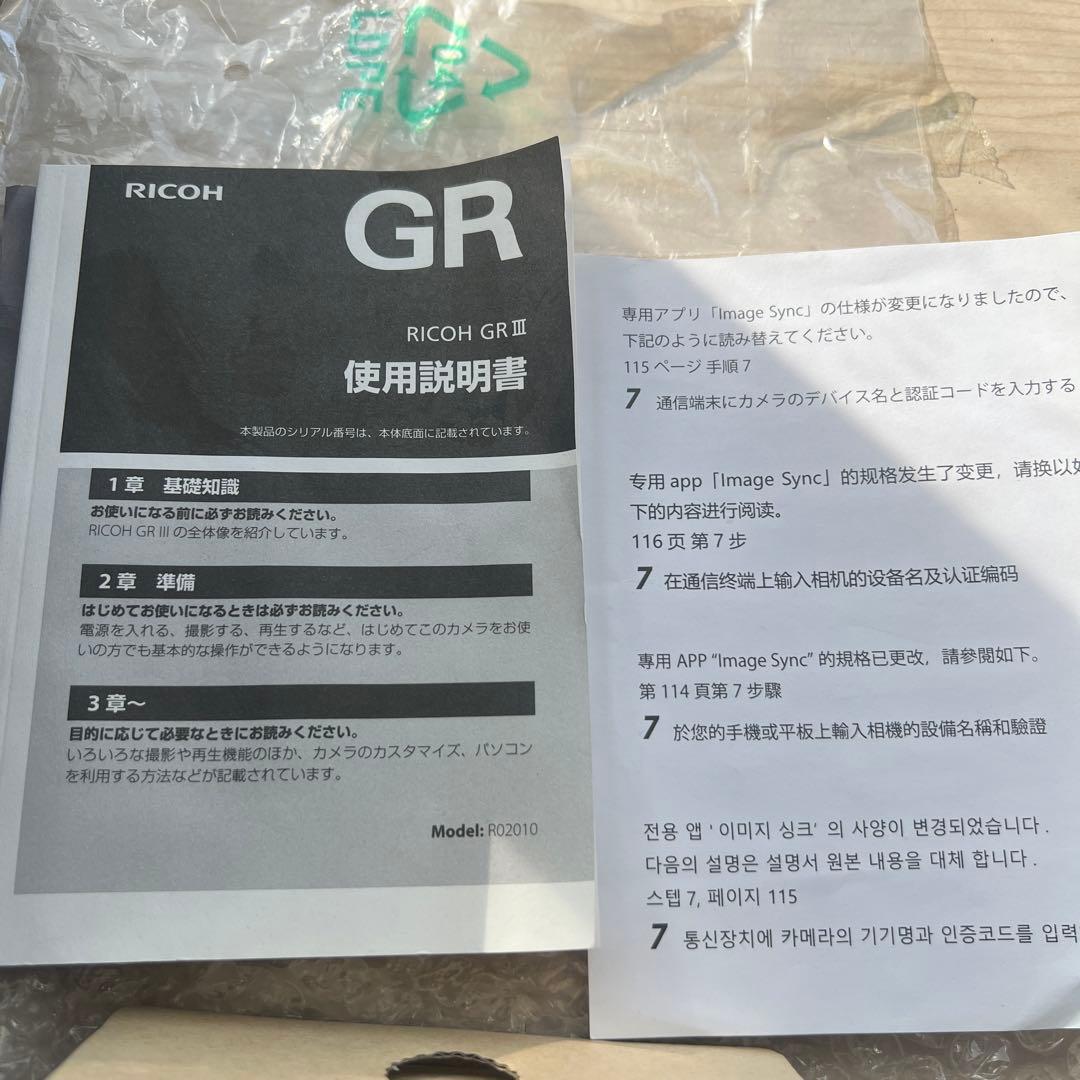 04
LDPE
RICOH
GR
RICOH GR III
使用説明書
本製品のシリアル番号は、本体底面に記載されています。
1章 基礎知識
お使いになる前に必ずお読みください。
RICOH GR III の全体像を紹介しています。
2章 準備
はじめてお使いになるときは必ずお読みください。
電源を入れる、撮影する、再生するなど、はじめてこのカメラをお使
いの方でも基本的な操作ができるようになります。
3章~
目的に応じて必要なときにお読みください。
いろいろな撮影や再生機能のほか、カメラのカスタマイズ、パソコン
を利用する方法などが記載されています。
Model: R02010
専用アプリ「Image Sync」の仕様が変更になりましたので、
下記のように読み替えてください。
115 ページ 手順 7
7 通信端末にカメラのデバイス名と認証コードを入力する
专用 app「Image Sync」的规格发生了变更，请换以如
下的内容进行阅读。
116 页 第 7 步
7 在通信终端上输入相机的设备名及认证编码
專用 APP “Image Sync” 的規格已更改，請參閱如下。
第 114 頁第 7 步驟
7 於您的手機或平板上輸入相機的設備名稱和驗證
전용 앱 ' 이미지 싱크' 의 사양이 변경되었습니다 .
다음의 설명은 설명서 원본 내용을 대체 합니다 .
스텝 7, 페이지 115
7 통신장치에 카메라의 기기명과 인증코드를 입력